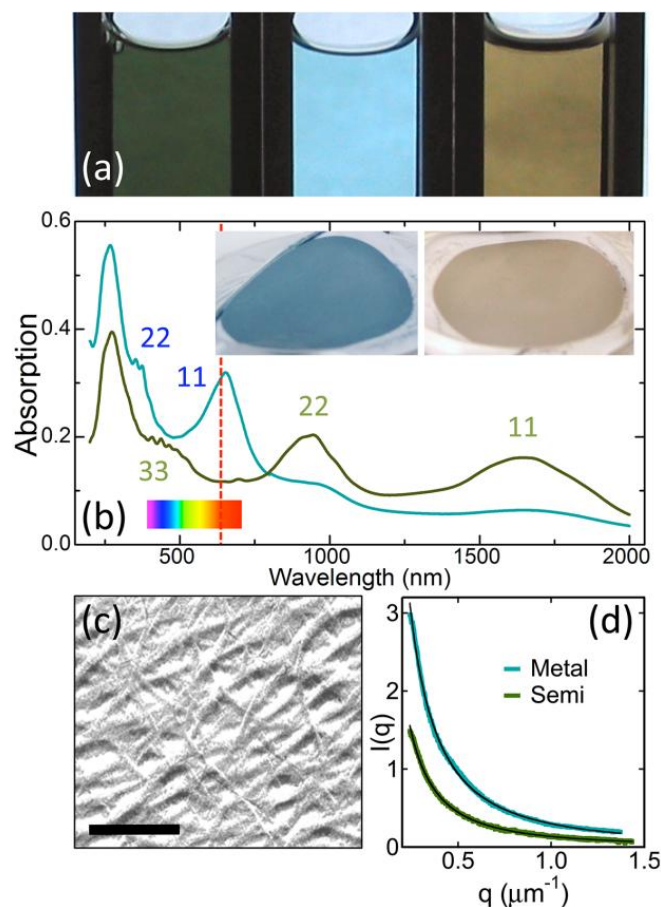 (a)
0.6
0.4
0.2
0.0
Absorption
22
11
33
22
11
(b)
500
1000
1500
2000
Wavelength (nm)
(c)
(d)
3
2
1
0
I(q)
Metal
Semi
0.5
1.0
1.5
q (μm⁻¹)